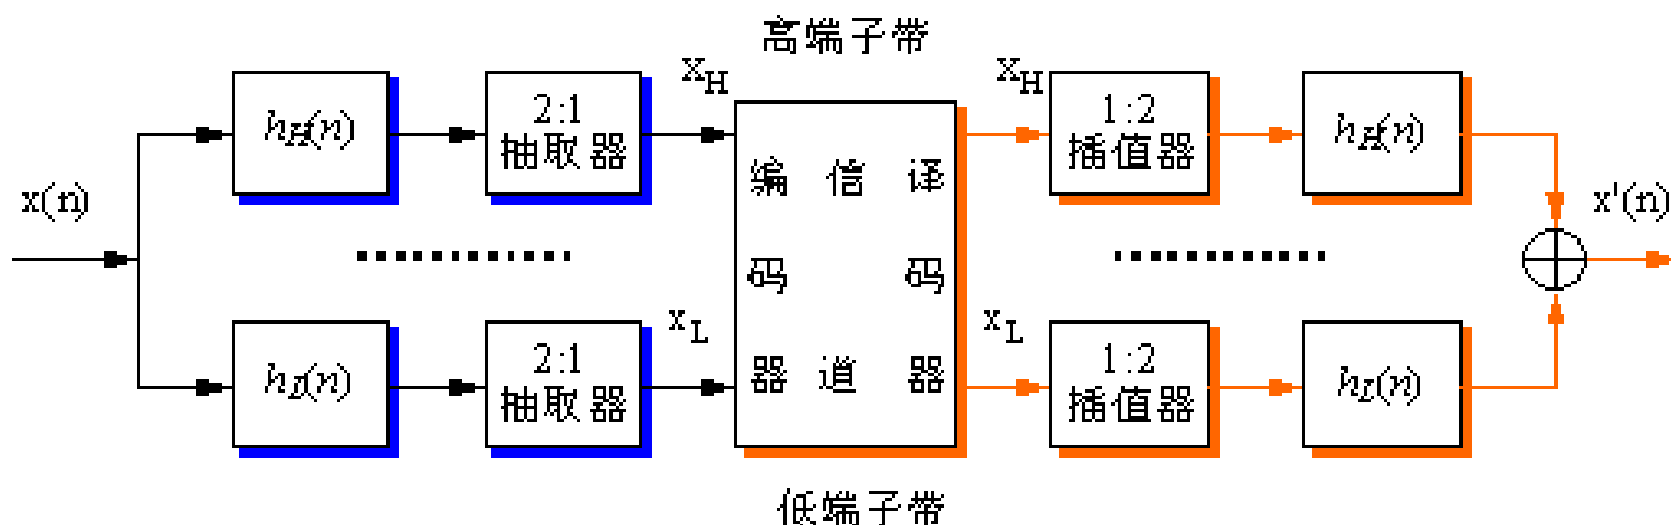 高端子带
x(n)
hH(n)
2:1
抽取器
xH
编信译
码 码
器道器
xH
1:2
插值器
hH(n)
x'(n)
hL(n)
2:1
抽取器
xL
xL
1:2
插值器
hL(n)
低端子带